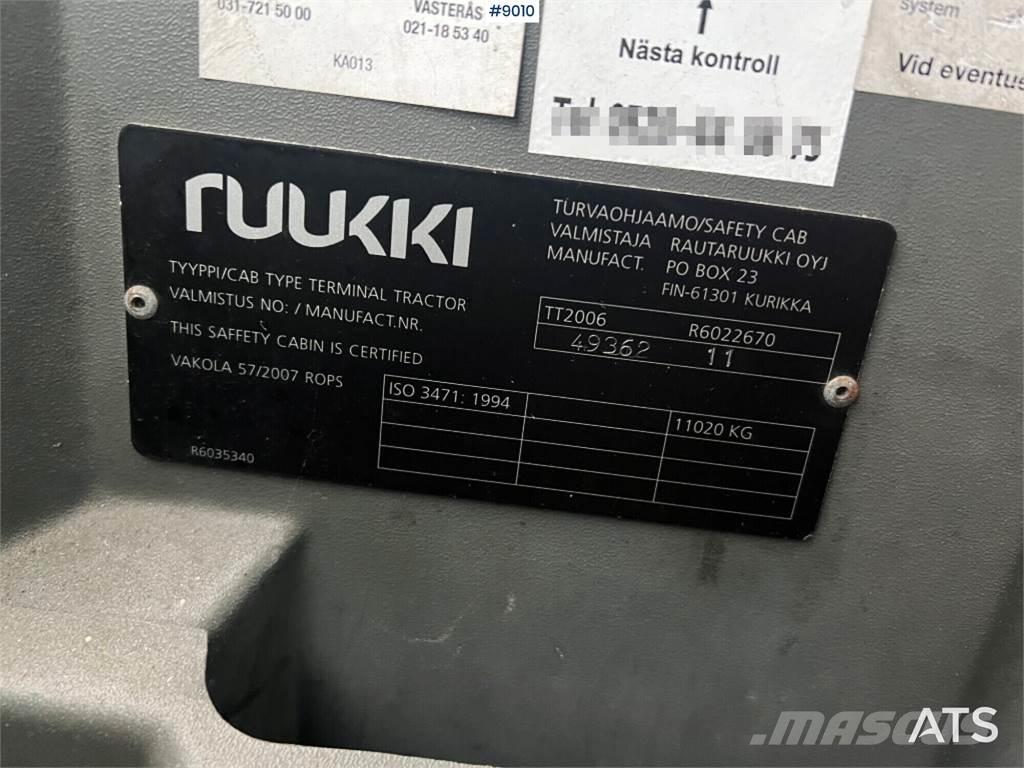 031-721 50 00
VÄSTERÅS
021-18 53 40
KA013
#9010
Nästa kontroll
system
Vid eventue
ruukki
TYYPPI/CAB TYPE TERMINAL TRACTOR
VALMISTUS NO: / MANUFACT.NR.
THIS SAFFETY CABIN IS CERTIFIED
VAKOLA 57/2007 ROPS
R6035340
TURVAOHJAAMO/SAFETY CAB
VALMISTAJA RAUTARUUKKI OYJ
MANUFACT. PO BOX 23
FIN-61301 KURIKKA
TT2006 R6022670
49362 11
ISO 3471: 1994
11020 KG
MASCUS
ATS